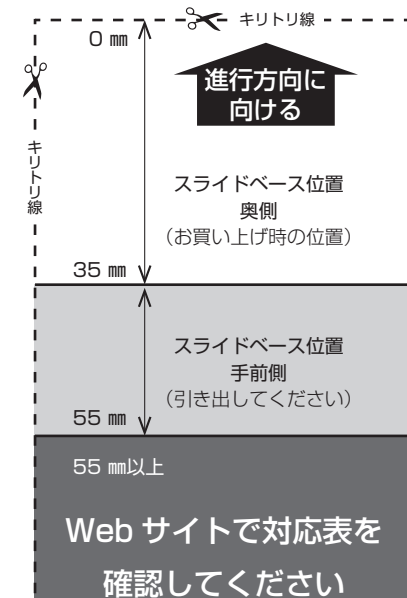 キリトリ線
0 ㎜
進行方向に
向ける
キリトリ線
スライドベース位置
奥側
（お買い上げ時の位置）
35 ㎜
スライドベース位置
手前側
（引き出してください）
55 ㎜
55 ㎜以上
Web サイトで対応表を
確認してください